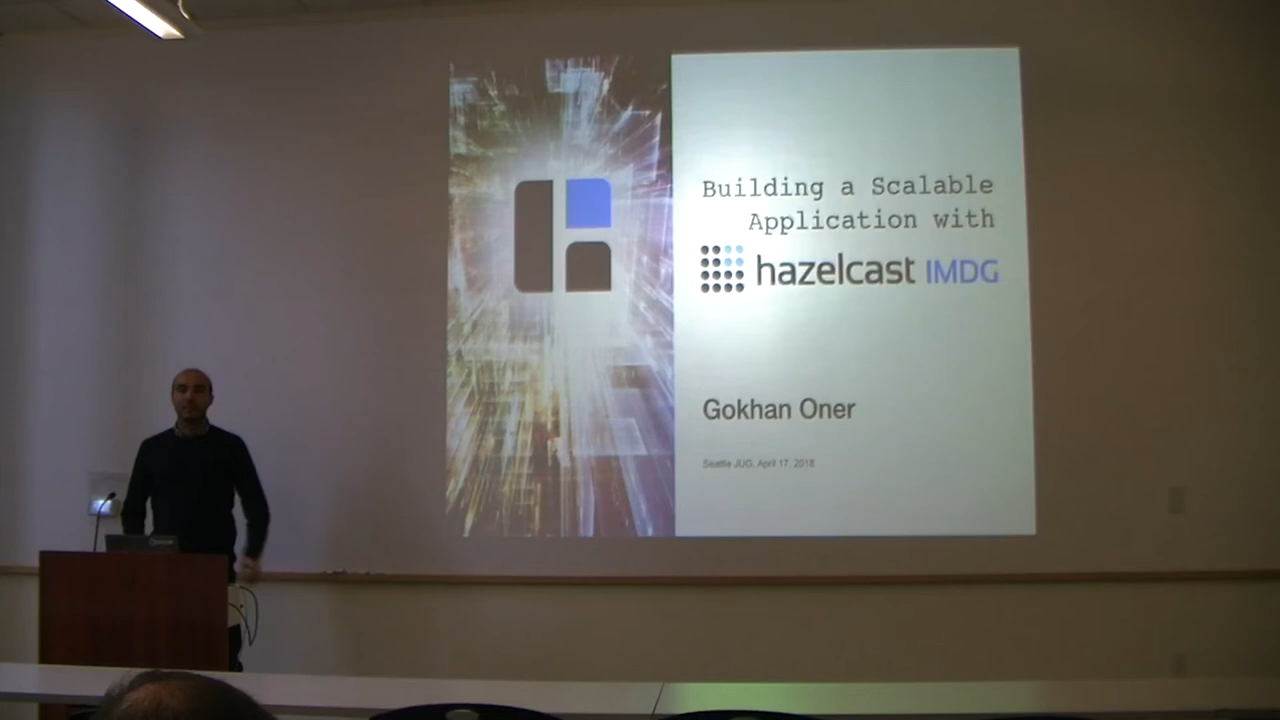 Building a Scalable
Application with
hazelcast IMDG
Gokhan Oner
Seattle JUG, April 17, 2018